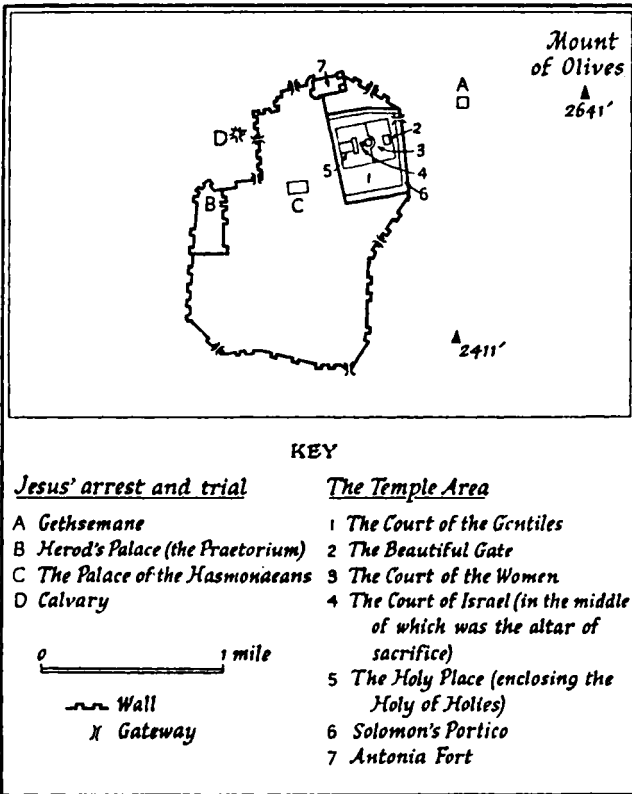 Mount
of Olives
2641′
7
A
D
2
3
4
5
1
6
B
C
2411′
KEY
Jesus' arrest and trial
A Gethsemane
B Herod's Palace (the Praetorium)
C The Palace of the Hasmonaeans
D Calvary
0 1 mile
Wall
Gateway
The Temple Area
1 The Court of the Gentiles
2 The Beautiful Gate
3 The Court of the Women
4 The Court of Israel (in the middle
of which was the altar of
sacrifice)
5 The Holy Place (enclosing the
Holy of Holies)
6 Solomon's Portico
7 Antonia Fort